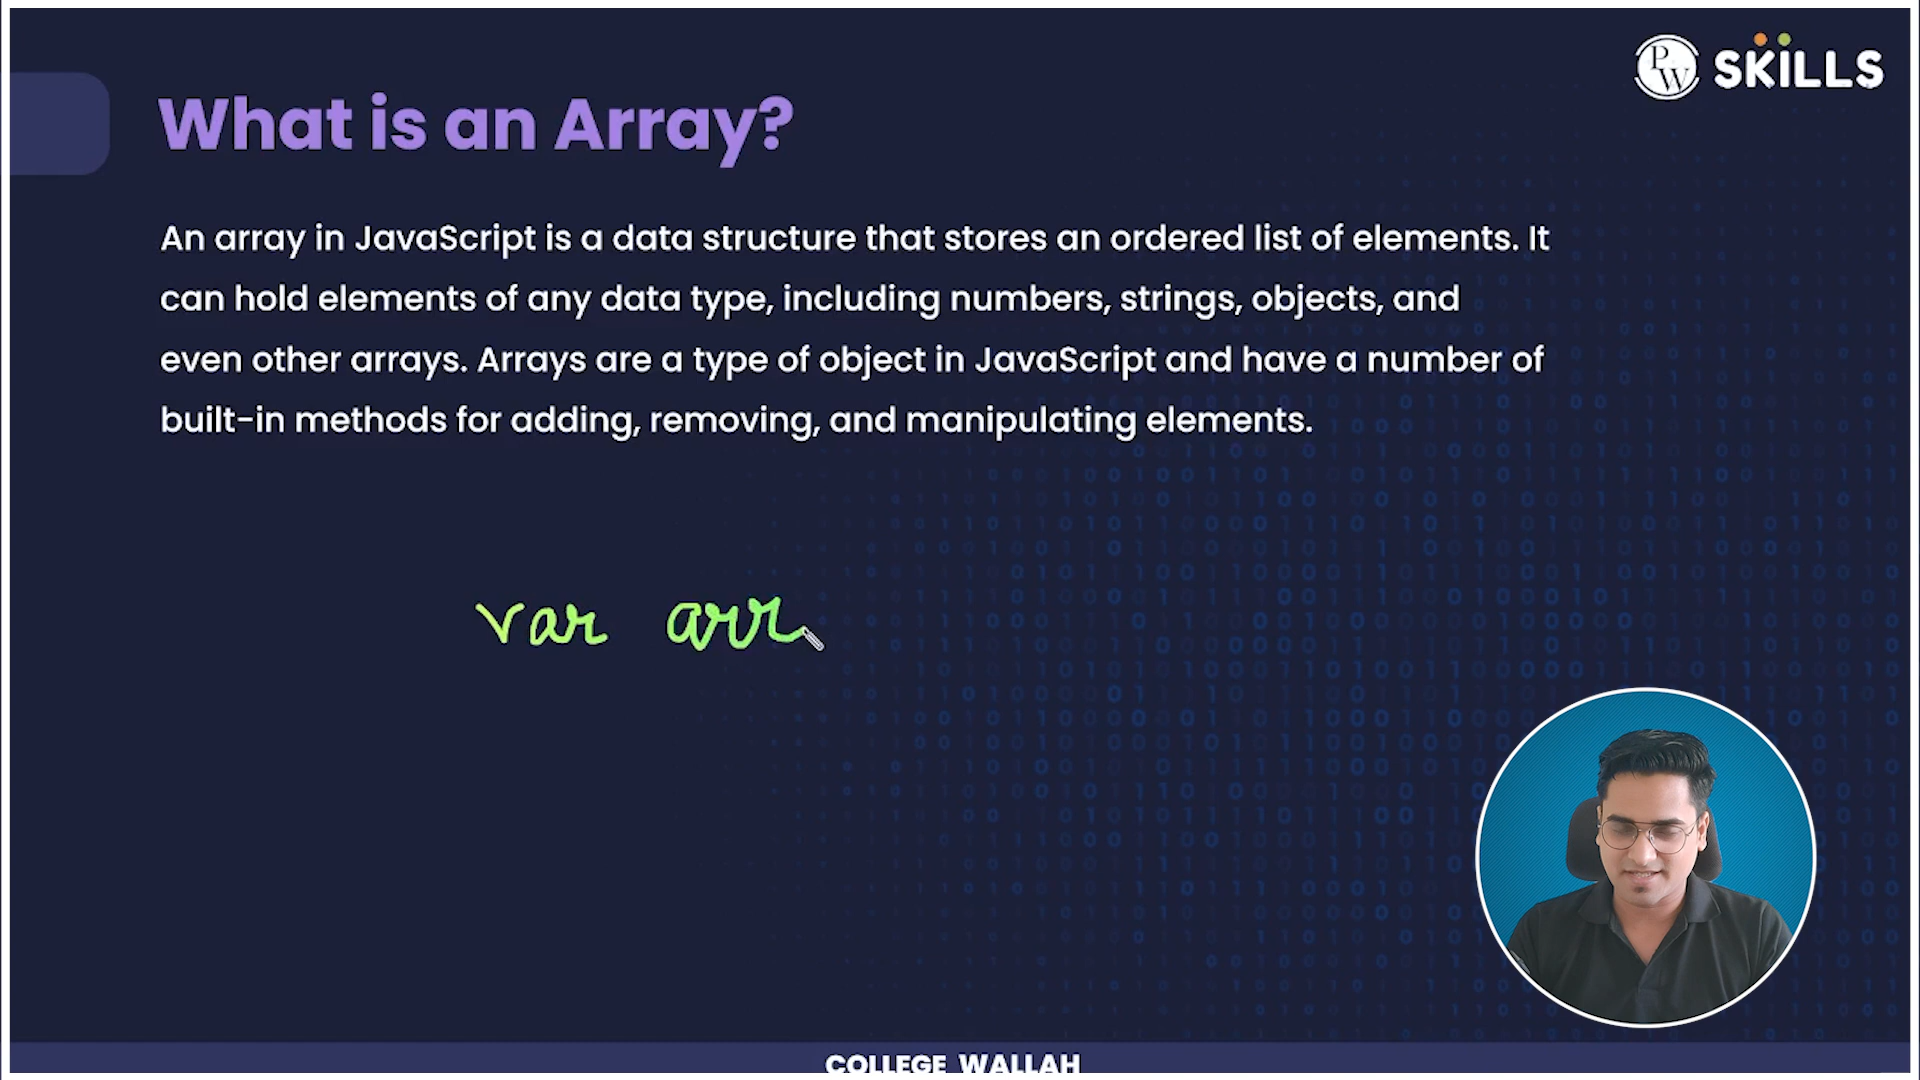 PW SKILLS
What is an Array?
An array in JavaScript is a data structure that stores an ordered list of elements. It
can hold elements of any data type, including numbers, strings, objects, and
even other arrays. Arrays are a type of object in JavaScript and have a number of
built-in methods for adding, removing, and manipulating elements.
var arr
COLLEGE WALLAH